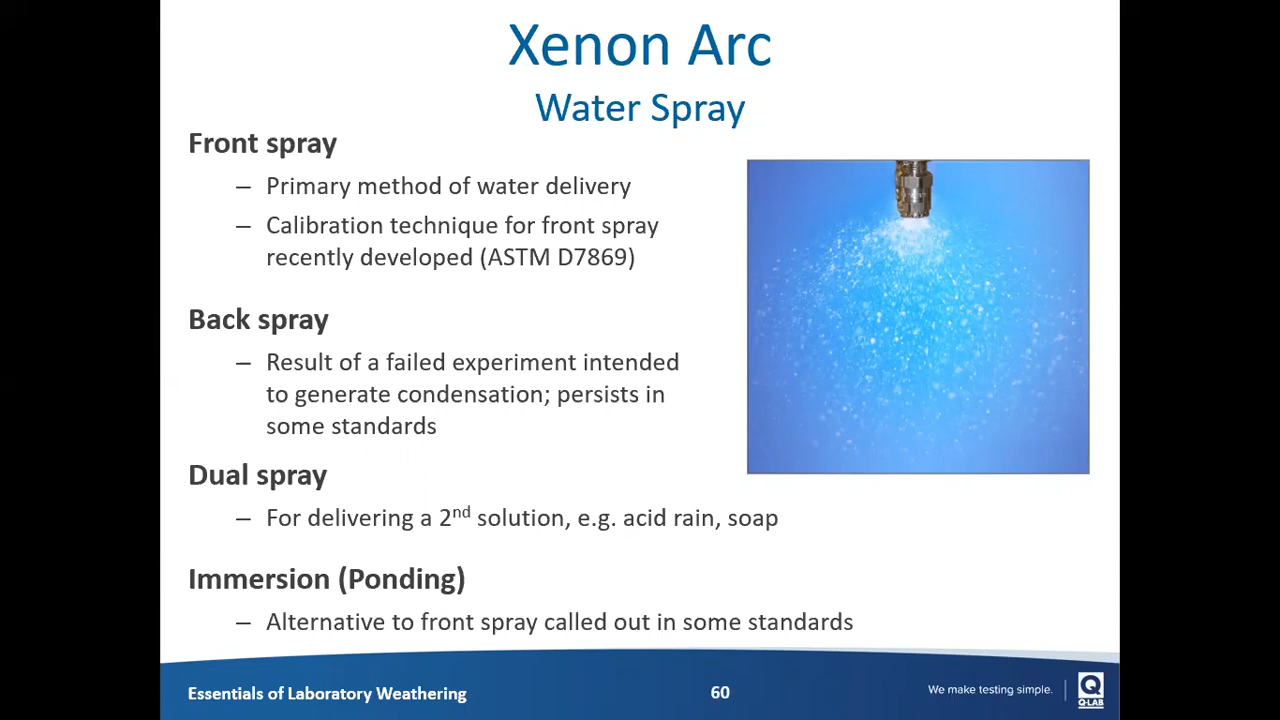 Xenon Arc
Water Spray
Front spray
– Primary method of water delivery
– Calibration technique for front spray
recently developed (ASTM D7869)
Back spray
– Result of a failed experiment intended
to generate condensation; persists in
some standards
Dual spray
– For delivering a 2nd solution, e.g. acid rain, soap
Immersion (Ponding)
– Alternative to front spray called out in some standards
Essentials of Laboratory Weathering
60
We make testing simple.
Q-LAB